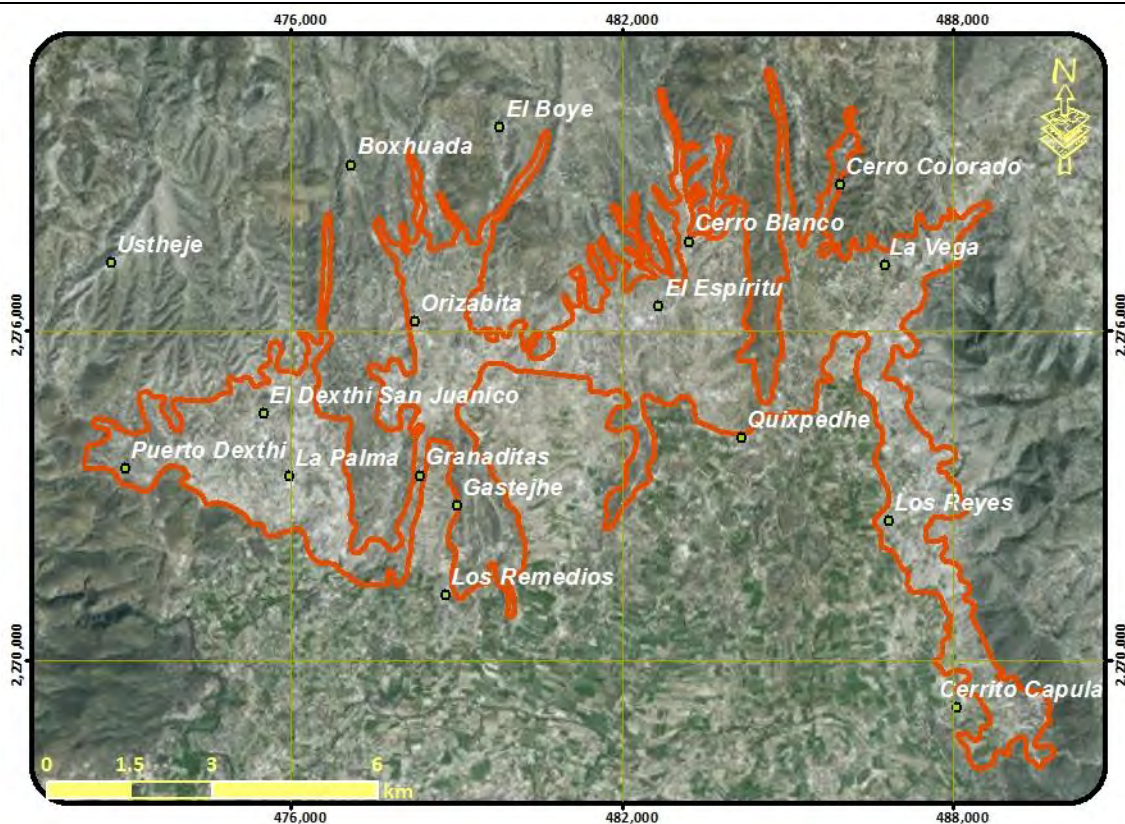 476,000
482,000
488,000
N
El Boye
Boxhuada
Cerro Colorado
Cerro Blanco
Ustheje
La Vega
El Espíritu
Orizabita
2,276,000
2,276,000
El Dexthi San Juanico
Quixpedhe
Puerto Dexthi
La Palma
Granaditas
Gastejhe
Los Reyes
Los Remedios
2,270,000
2,270,000
Cerrito Capula
0
1.5
3
6
km
476,000
482,000
488,000